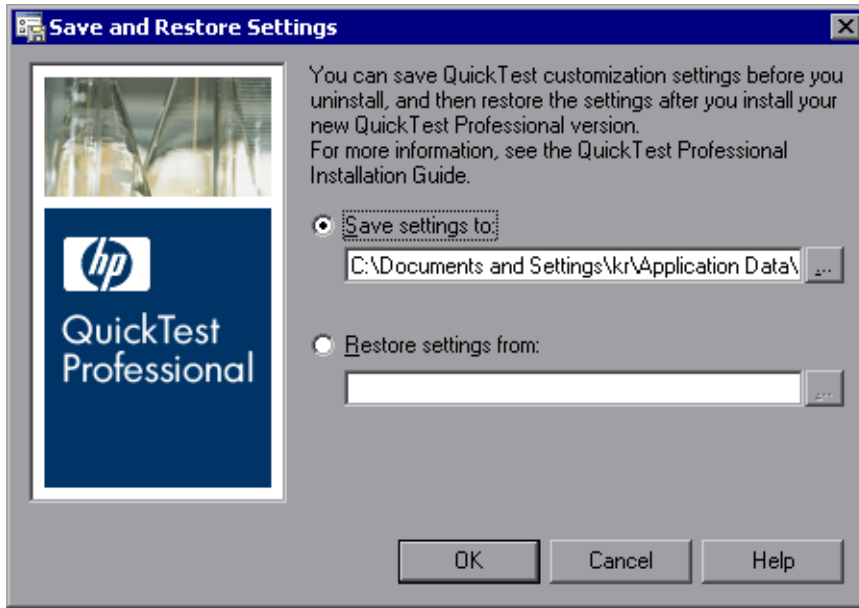 Save and Restore Settings
You can save QuickTest customization settings before you
uninstall, and then restore the settings after you install your
new QuickTest Professional version.
For more information, see the QuickTest Professional
Installation Guide.
Save settings to:
C:\Documents and Settings\kr\Application Data\
...
hp
QuickTest
Professional
Restore settings from:
...
OK
Cancel
Help